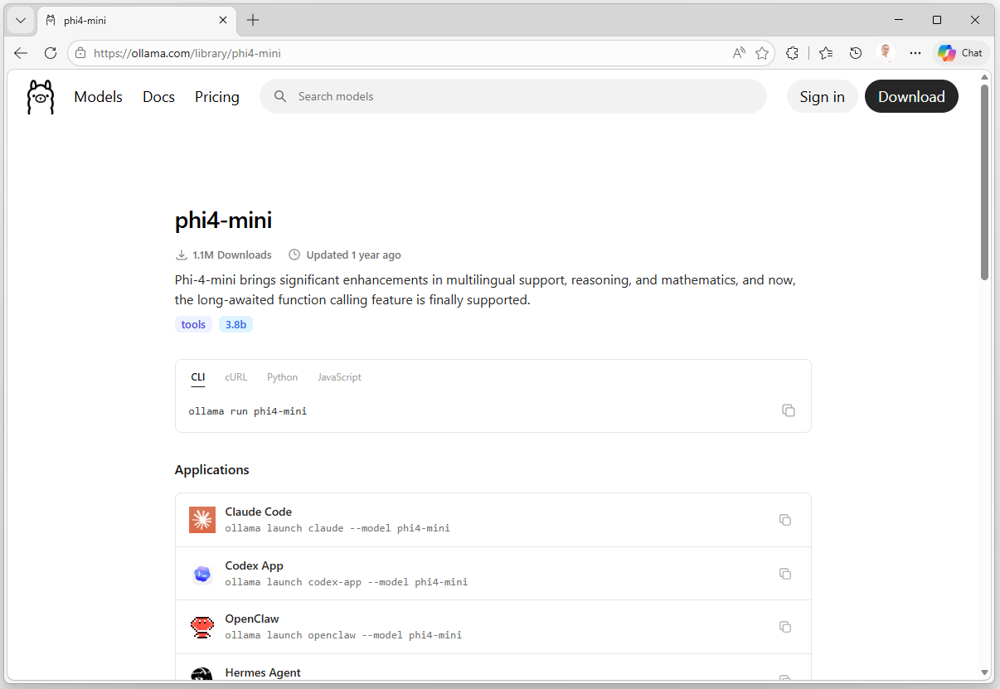 phi4-mini
https://ollama.com/library/phi4-mini
Chat
Models
Docs
Pricing
Search models
Sign in
Download
phi4-mini
1.1M Downloads
Updated 1 year ago
Phi-4-mini brings significant enhancements in multilingual support, reasoning, and mathematics, and now,
the long-awaited function calling feature is finally supported.
tools
3.8b
CLI
cURL
Python
JavaScript
ollama run phi4-mini
Applications
Claude Code
ollama launch claude --model phi4-mini
Codex App
ollama launch codex-app --model phi4-mini
OpenClaw
ollama launch openclaw --model phi4-mini
Hermes Agent